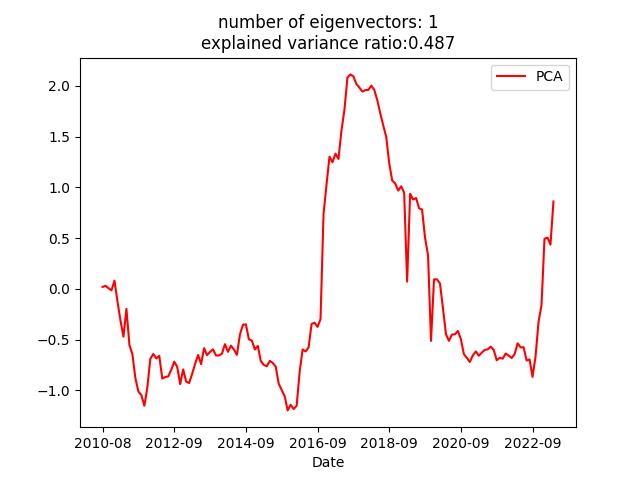 number of eigenvectors: 1
explained variance ratio:0.487
PCA
2.0
1.5
1.0
0.5
0.0
−0.5
−1.0
2010-08 2012-09 2014-09 2016-09 2018-09 2020-09 2022-09
Date